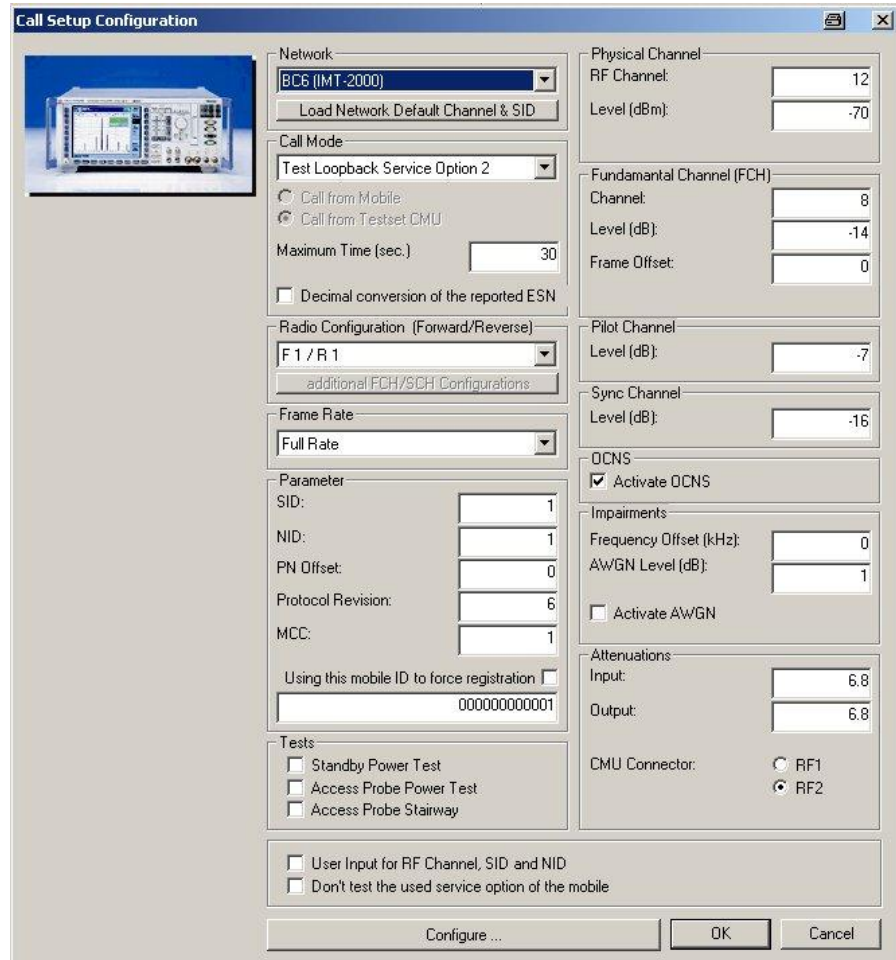 Call Setup Configuration
Network
BC6 (IMT-2000)
Load Network Default Channel & SID
Call Mode
Test Loopback Service Option 2
Call from Mobile
Call from Testset CMU
Maximum Time (sec.) 30
Decimal conversion of the reported ESN
Radio Configuration (Forward/Reverse)
F 1 / R 1
additional FCH/SCH Configurations
Frame Rate
Full Rate
Parameter
SID: 1
NID: 1
PN Offset: 0
Protocol Revision: 6
MCC: 1
Using this mobile ID to force registration
000000000001
Tests
Standby Power Test
Access Probe Power Test
Access Probe Stairway
Physical Channel
RF Channel: 12
Level (dBm): -70
Fundamantal Channel (FCH)
Channel: 8
Level (dB): -14
Frame Offset: 0
Pilot Channel
Level (dB): -7
Sync Channel
Level (dB): -16
OCNS
Activate OCNS
Impairments
Frequency Offset (kHz): 0
AWGN Level (dB): 1
Activate AWGN
Attenuations
Input: 6.8
Output: 6.8
CMU Connector: RF1
RF2
User Input for RF Channel, SID and NID
Don't test the used service option of the mobile
Configure ...
OK
Cancel